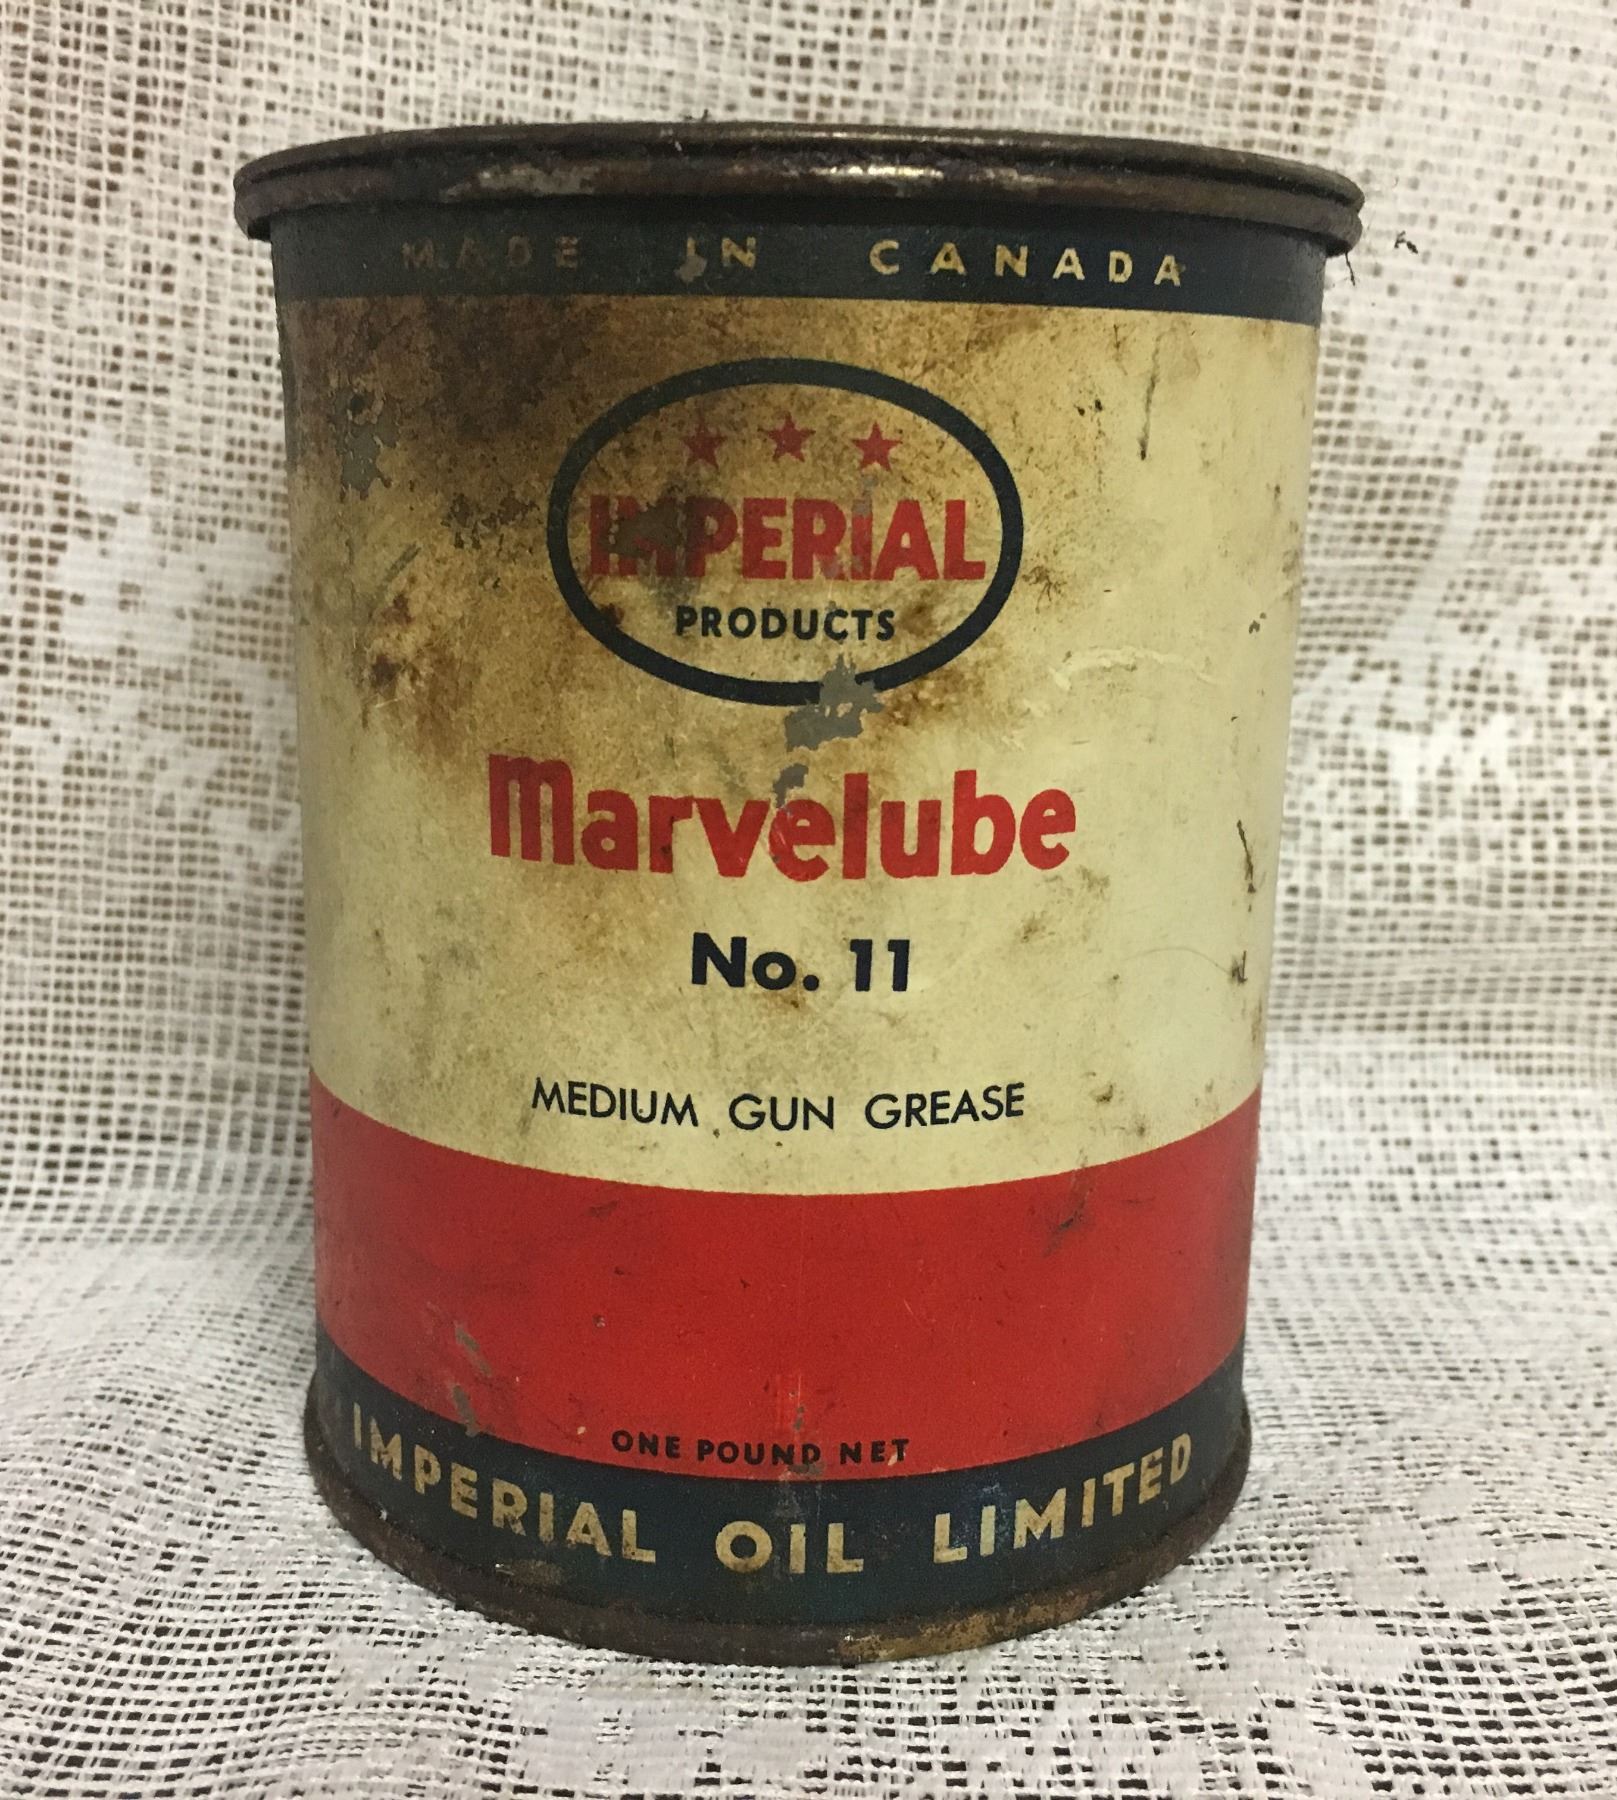 MADE IN CANADA
IMPERIAL
PRODUCTS
Marvelube
No. 11
MEDIUM GUN GREASE
ONE POUND NET
IMPERIAL OIL LIMITED